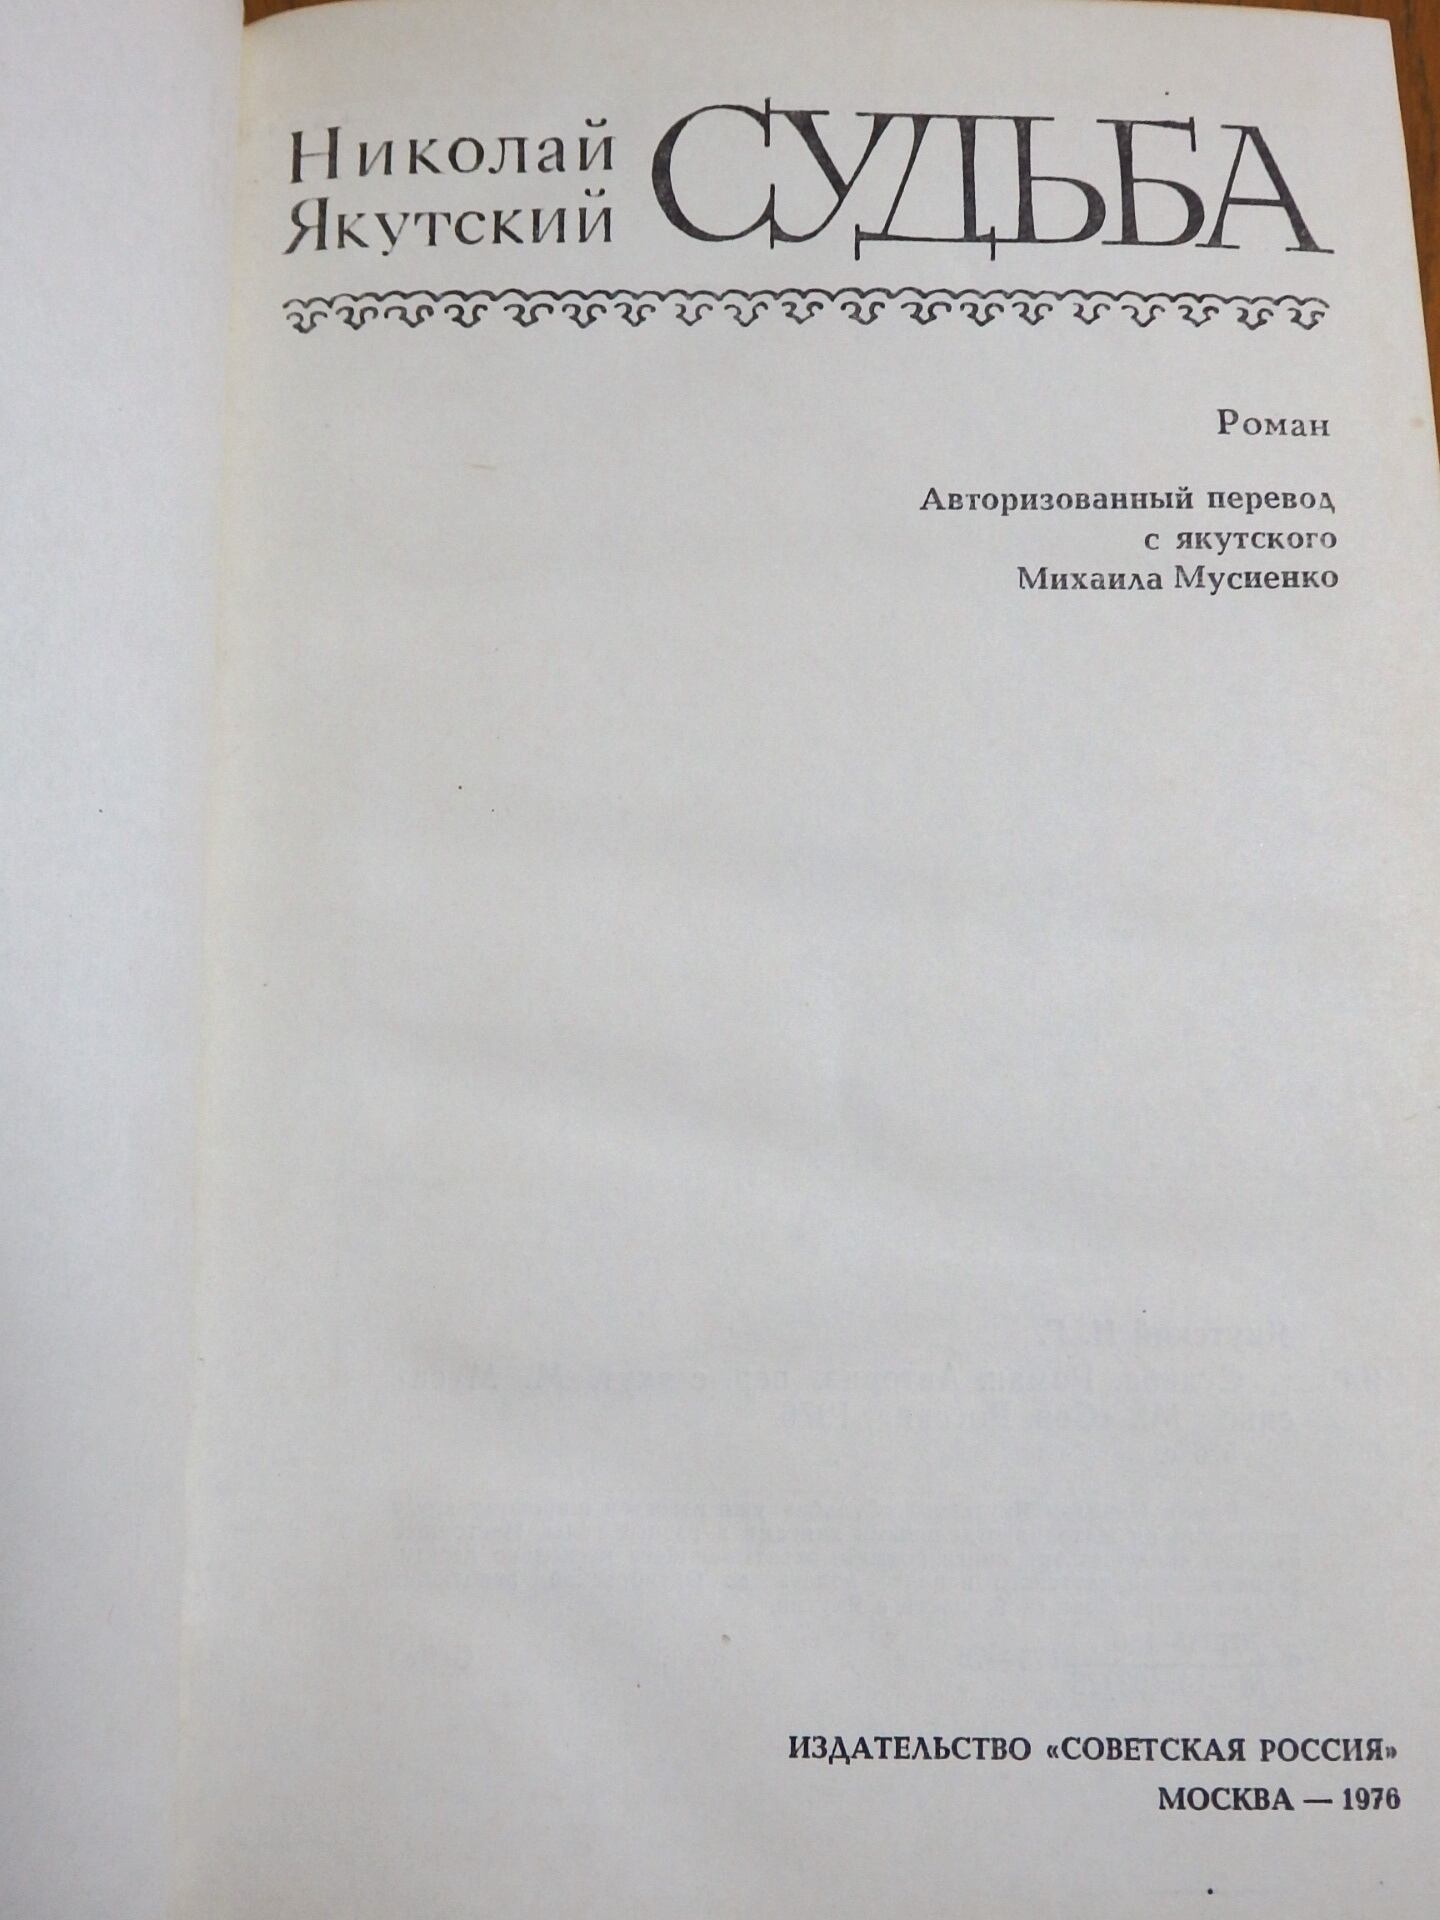 Николай
Якутский
СУДЬБА
Роман
Авторизованный перевод
с якутского
Михаила Мусиенко
ИЗДАТЕЛЬСТВО «СОВЕТСКАЯ РОССИЯ»
МОСКВА — 1976